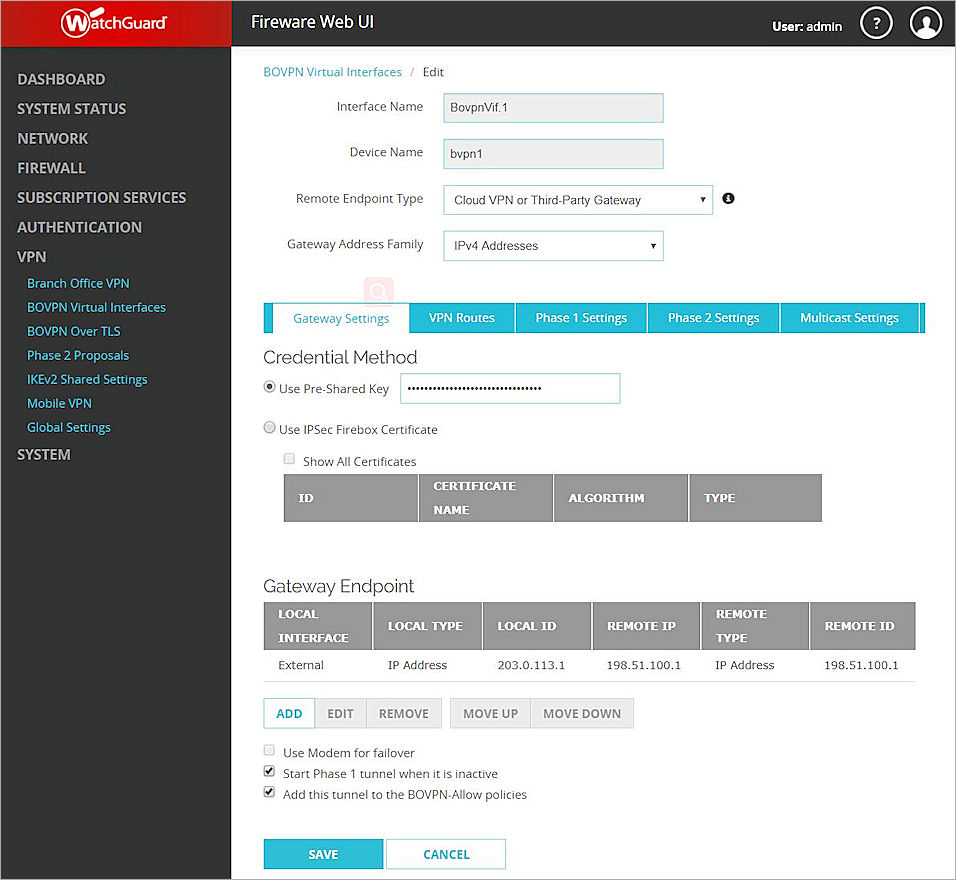 WatchGuard
Fireware Web UI
User: admin
?
DASHBOARD
SYSTEM STATUS
NETWORK
FIREWALL
SUBSCRIPTION SERVICES
AUTHENTICATION
VPN
Branch Office VPN
BOVPN Virtual Interfaces
BOVPN Over TLS
Phase 2 Proposals
IKEv2 Shared Settings
Mobile VPN
Global Settings
SYSTEM
BOVPN Virtual Interfaces / Edit
Interface Name BovpnVif.1
Device Name bvpn1
Remote Endpoint Type Cloud VPN or Third-Party Gateway
Gateway Address Family IPv4 Addresses
Gateway Settings VPN Routes Phase 1 Settings Phase 2 Settings Multicast Settings
Credential Method
Use Pre-Shared Key •••••••••••••••••••••••••••••••
Use IPSec Firebox Certificate
Show All Certificates
ID CERTIFICATE NAME ALGORITHM TYPE
Gateway Endpoint
LOCAL INTERFACE LOCAL TYPE LOCAL ID REMOTE IP REMOTE TYPE REMOTE ID
External IP Address 203.0.113.1 198.51.100.1 IP Address 198.51.100.1
ADD EDIT REMOVE MOVE UP MOVE DOWN
Use Modem for failover
Start Phase 1 tunnel when it is inactive
Add this tunnel to the BOVPN-Allow policies
SAVE CANCEL